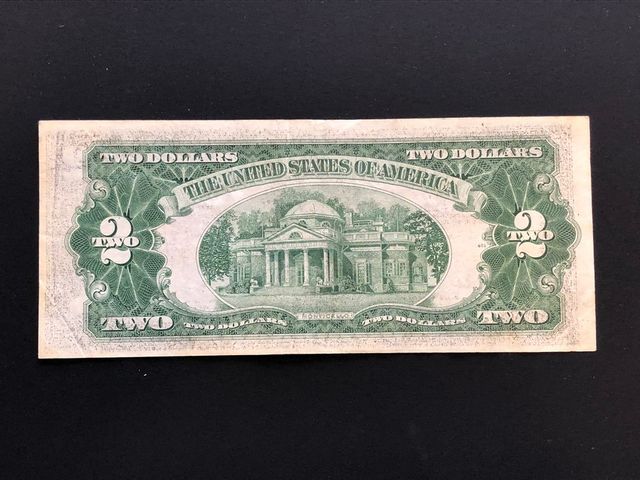 TWO DOLLARS TWO DOLLARS
THE UNITED STATES OF AMERICA
2 2
TWO TWO
MONTICELLO
TWO TWO DOLLARS TWO DOLLARS TWO